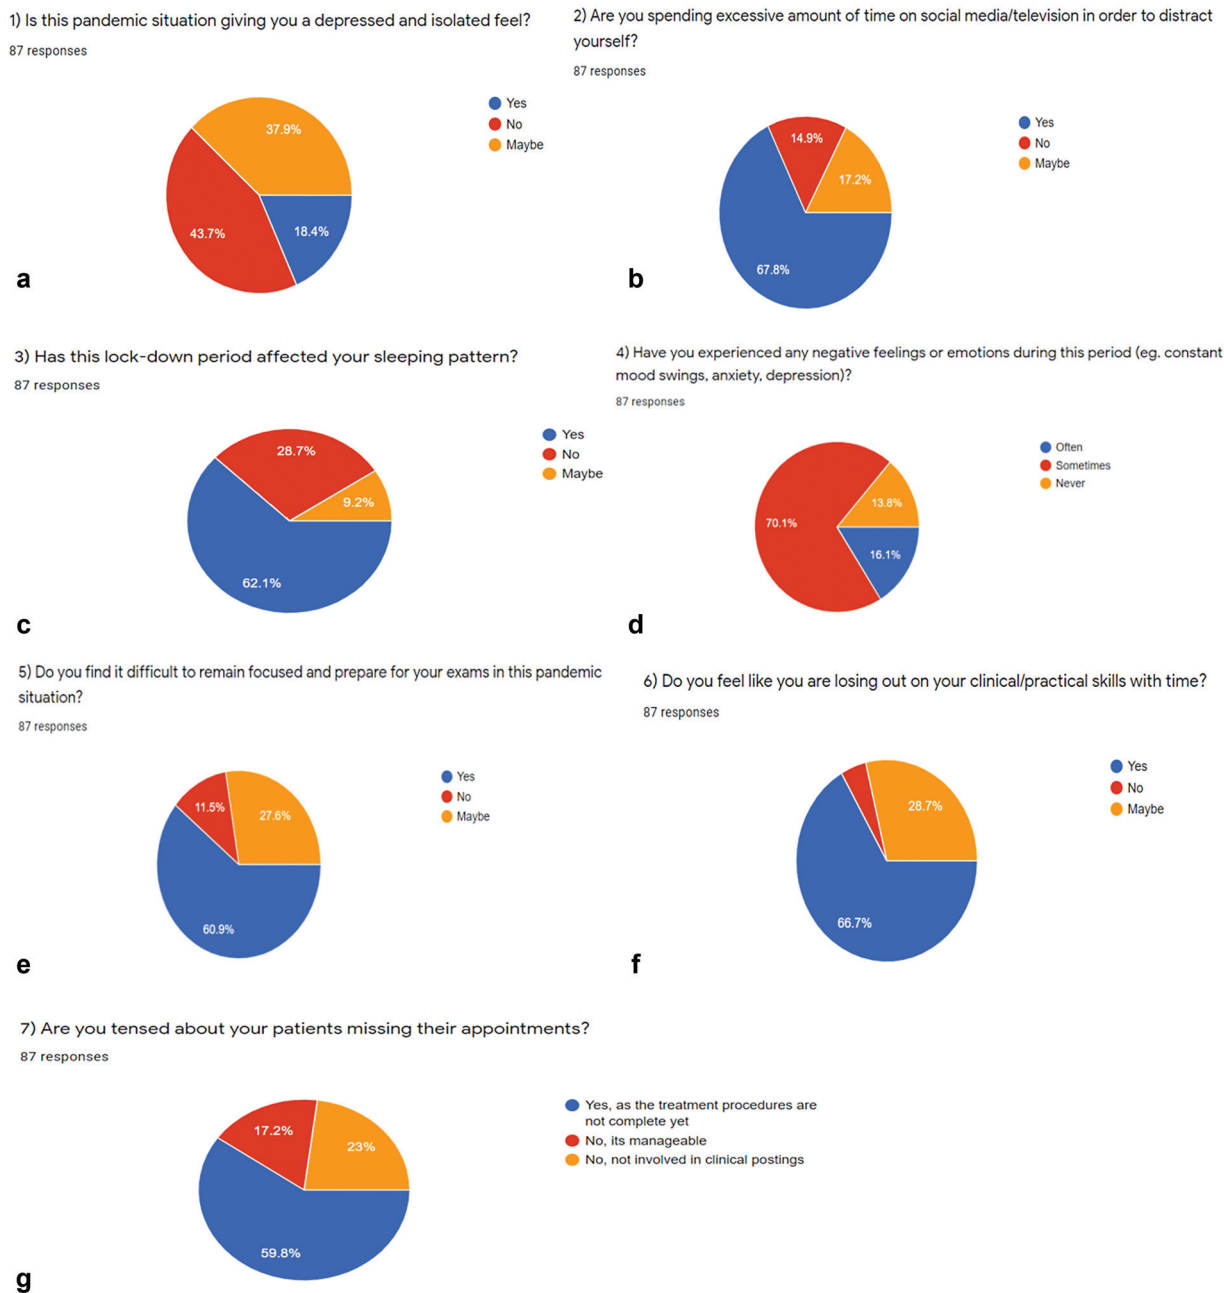 1) Is this pandemic situation giving you a depressed and isolated feel?
87 responses
Yes
No
Maybe
37.9%
43.7%
18.4%
a
2) Are you spending excessive amount of time on social media/television in order to distract
yourself?
87 responses
Yes
No
Maybe
14.9%
17.2%
67.8%
b
3) Has this lock-down period affected your sleeping pattern?
87 responses
Yes
No
Maybe
28.7%
9.2%
62.1%
c
4) Have you experienced any negative feelings or emotions during this period (eg. constant
mood swings, anxiety, depression)?
87 responses
Often
Sometimes
Never
13.8%
70.1%
16.1%
d
5) Do you find it difficult to remain focused and prepare for your exams in this pandemic
situation?
87 responses
Yes
No
Maybe
11.5%
27.6%
60.9%
e
6) Do you feel like you are losing out on your clinical/practical skills with time?
87 responses
Yes
No
Maybe
28.7%
66.7%
f
7) Are you tensed about your patients missing their appointments?
87 responses
Yes, as the treatment procedures are
not complete yet
No, its manageable
No, not involved in clinical postings
17.2%
23%
59.8%
g